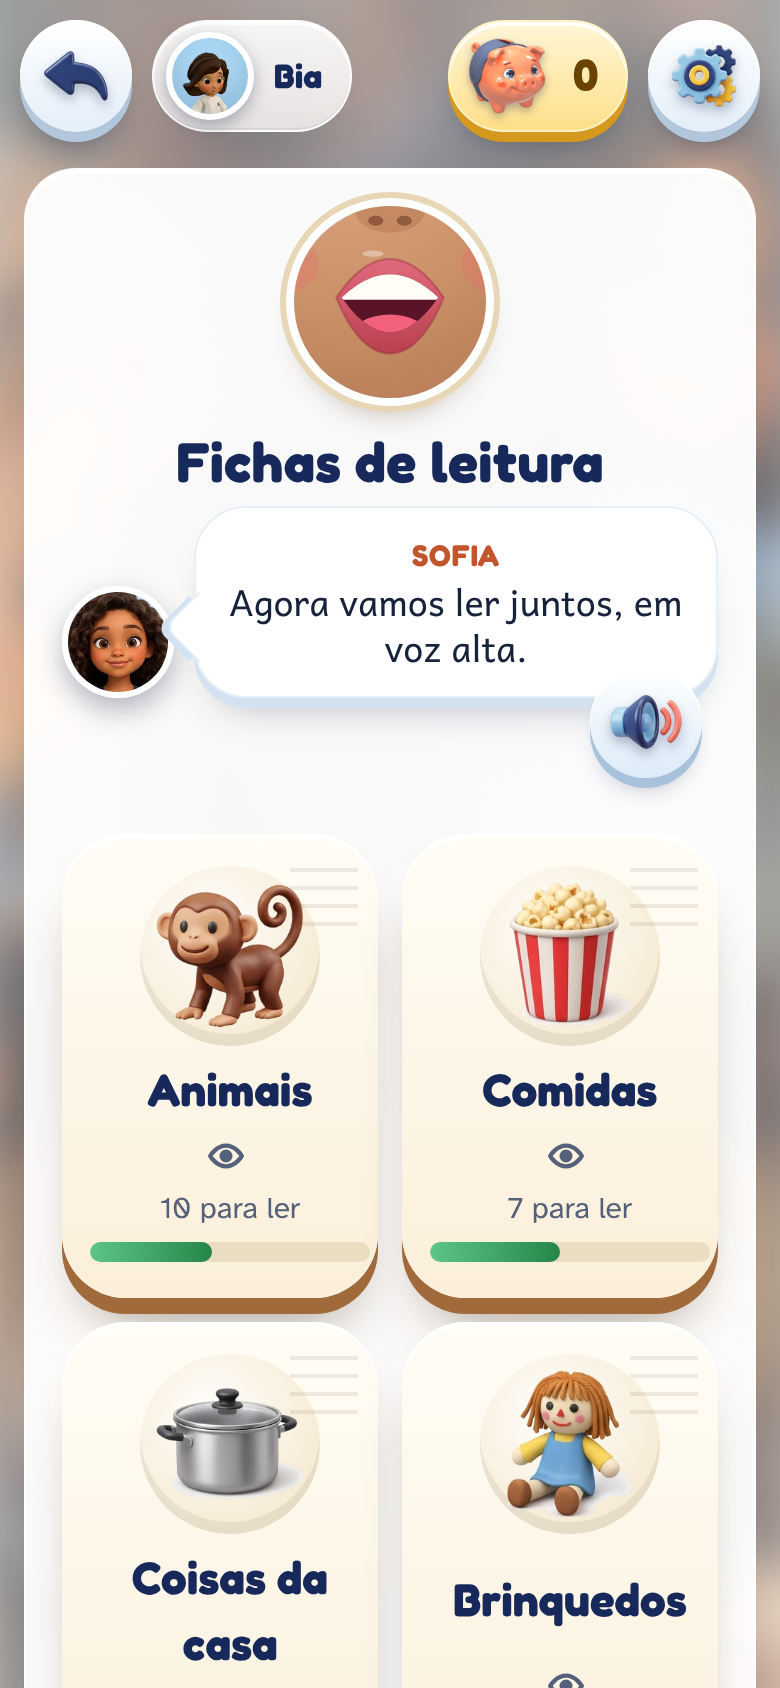 Bia
0
Fichas de leitura
SOFIA
Agora vamos ler juntos, em
voz alta.
Animais
10 para ler
Comidas
7 para ler
Coisas da
casa
Brinquedos